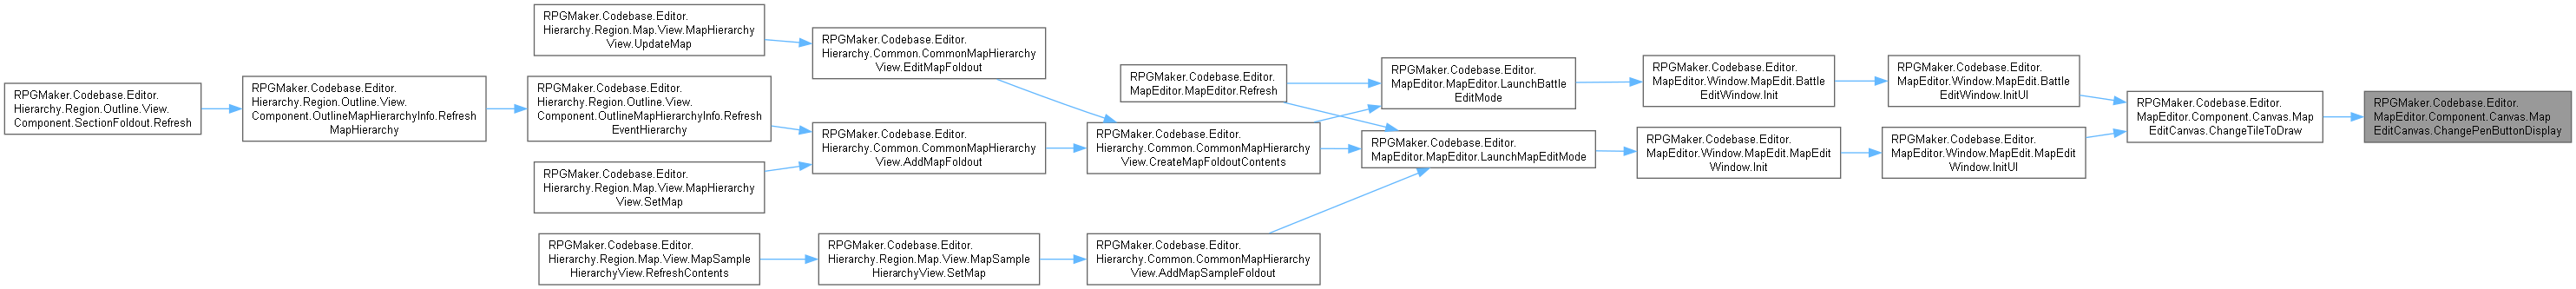 RPGMaker.Codebase.Editor.
Hierarchy.Region.Outline.View.
Component.SectionFoldout.Refresh
RPGMaker.Codebase.Editor.
Hierarchy.Region.Outline.View.
Component.OutlineMapHierarchyInfo.Refresh
MapHierarchy
RPGMaker.Codebase.Editor.
Hierarchy.Region.Map.View.MapHierarchy
View.UpdateMap
RPGMaker.Codebase.Editor.
Hierarchy.Region.Outline.View.
Component.OutlineMapHierarchyInfo.Refresh
EventHierarchy
RPGMaker.Codebase.Editor.
Hierarchy.Region.Map.View.MapHierarchy
View.SetMap
RPGMaker.Codebase.Editor.
Hierarchy.Region.Map.View.MapSample
HierarchyView.RefreshContents
RPGMaker.Codebase.Editor.
Hierarchy.Common.CommonMapHierarchy
View.EditMapFoldout
RPGMaker.Codebase.Editor.
Hierarchy.Common.CommonMapHierarchy
View.AddMapFoldout
RPGMaker.Codebase.Editor.
Hierarchy.Region.Map.View.MapSample
HierarchyView.SetMap
RPGMaker.Codebase.Editor.
MapEditor.MapEditor.Refresh
RPGMaker.Codebase.Editor.
Hierarchy.Common.CommonMapHierarchy
View.CreateMapFoldoutContents
RPGMaker.Codebase.Editor.
Hierarchy.Common.CommonMapHierarchy
View.AddMapSampleFoldout
RPGMaker.Codebase.Editor.
MapEditor.MapEditor.LaunchBattle
EditMode
RPGMaker.Codebase.Editor.
MapEditor.MapEditor.LaunchMapEditMode
RPGMaker.Codebase.Editor.
MapEditor.Window.MapEdit.Battle
EditWindow.Init
RPGMaker.Codebase.Editor.
MapEditor.Window.MapEdit.MapEdit
Window.Init
RPGMaker.Codebase.Editor.
MapEditor.Window.MapEdit.Battle
EditWindow.InitUI
RPGMaker.Codebase.Editor.
MapEditor.Window.MapEdit.MapEdit
Window.InitUI
RPGMaker.Codebase.Editor.
MapEditor.Component.Canvas.Map
EditCanvas.ChangeTileToDraw
RPGMaker.Codebase.Editor.
MapEditor.Component.Canvas.Map
EditCanvas.ChangePenButtonDisplay